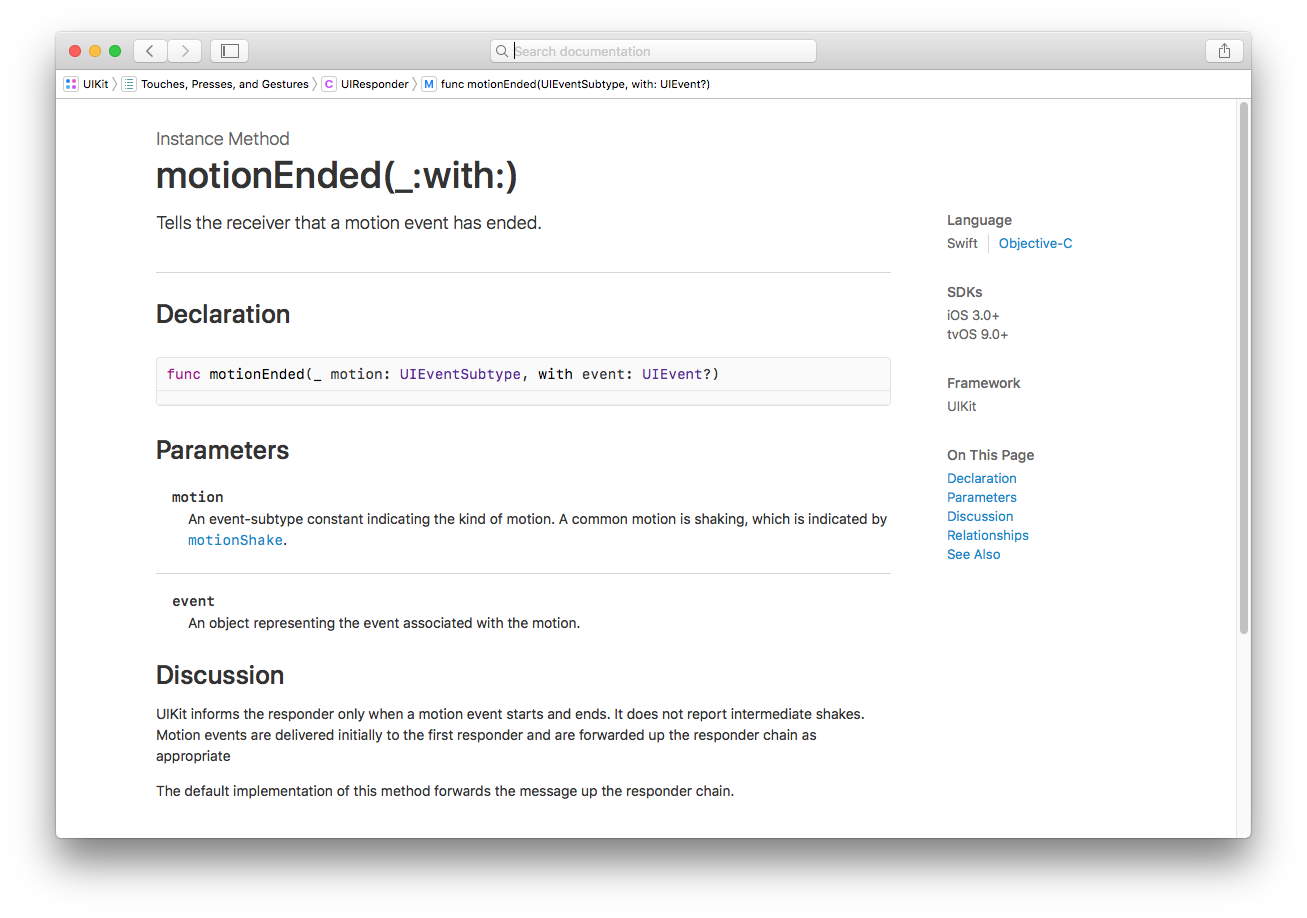 Search documentation
UIKit
Touches, Presses, and Gestures
C UIResponder
M func motionEnded(UIEventSubtype, with: UIEvent?)
Instance Method
motionEnded(_:with:)
Tells the receiver that a motion event has ended.
Declaration
func motionEnded(_ motion: UIEventSubtype, with event: UIEvent?)
Parameters
motion
An event-subtype constant indicating the kind of motion. A common motion is shaking, which is indicated by
motionShake.
event
An object representing the event associated with the motion.
Discussion
UIKit informs the responder only when a motion event starts and ends. It does not report intermediate shakes.
Motion events are delivered initially to the first responder and are forwarded up the responder chain as
appropriate
The default implementation of this method forwards the message up the responder chain.
Language
Swift Objective-C
SDKs
iOS 3.0+
tvOS 9.0+
Framework
UIKit
On This Page
Declaration
Parameters
Discussion
Relationships
See Also